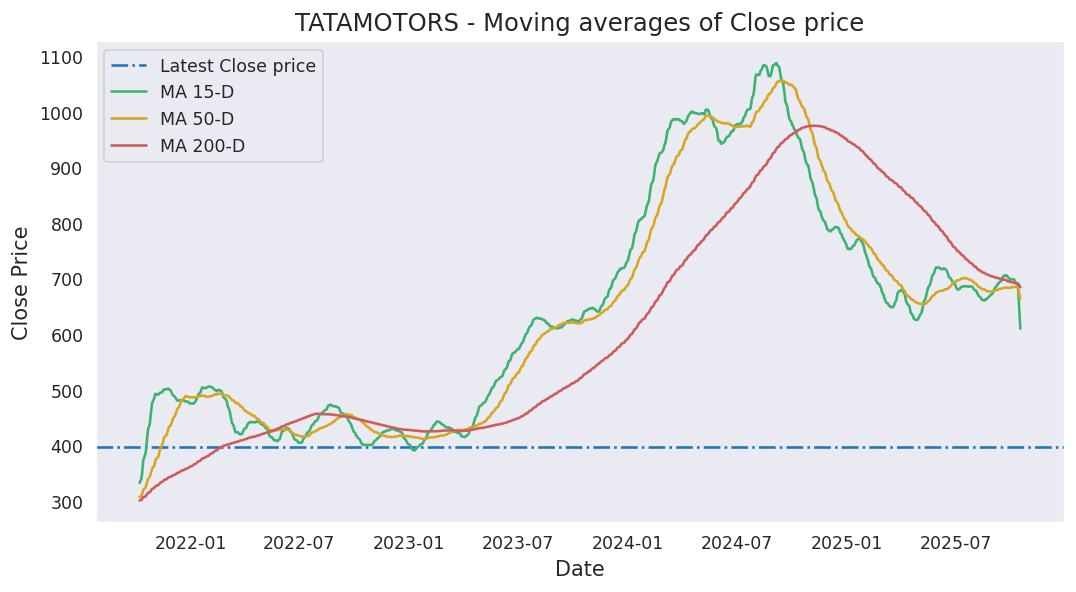 TATAMOTORS - Moving averages of Close price
Latest Close price
MA 15-D
MA 50-D
MA 200-D
Close Price
1100
1000
900
800
700
600
500
400
300
2022-01 2022-07 2023-01 2023-07 2024-01 2024-07 2025-01 2025-07
Date